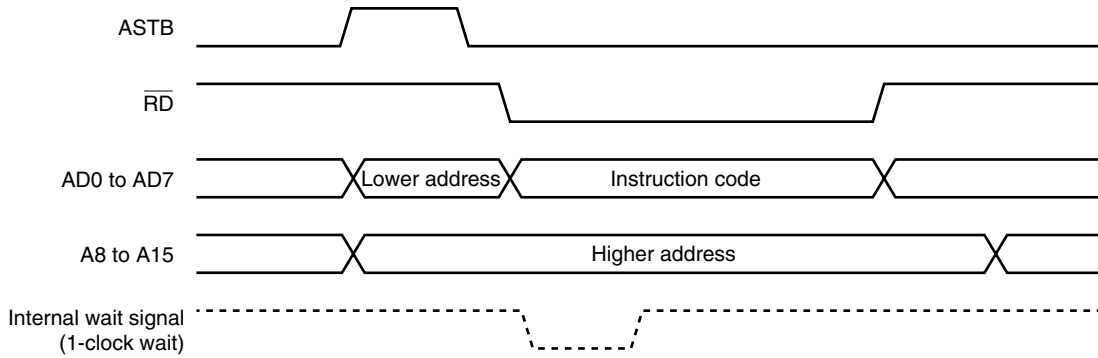 ASTB
RD
AD0 to AD7
Lower address
Instruction code
A8 to A15
Higher address
Internal wait signal
(1-clock wait)